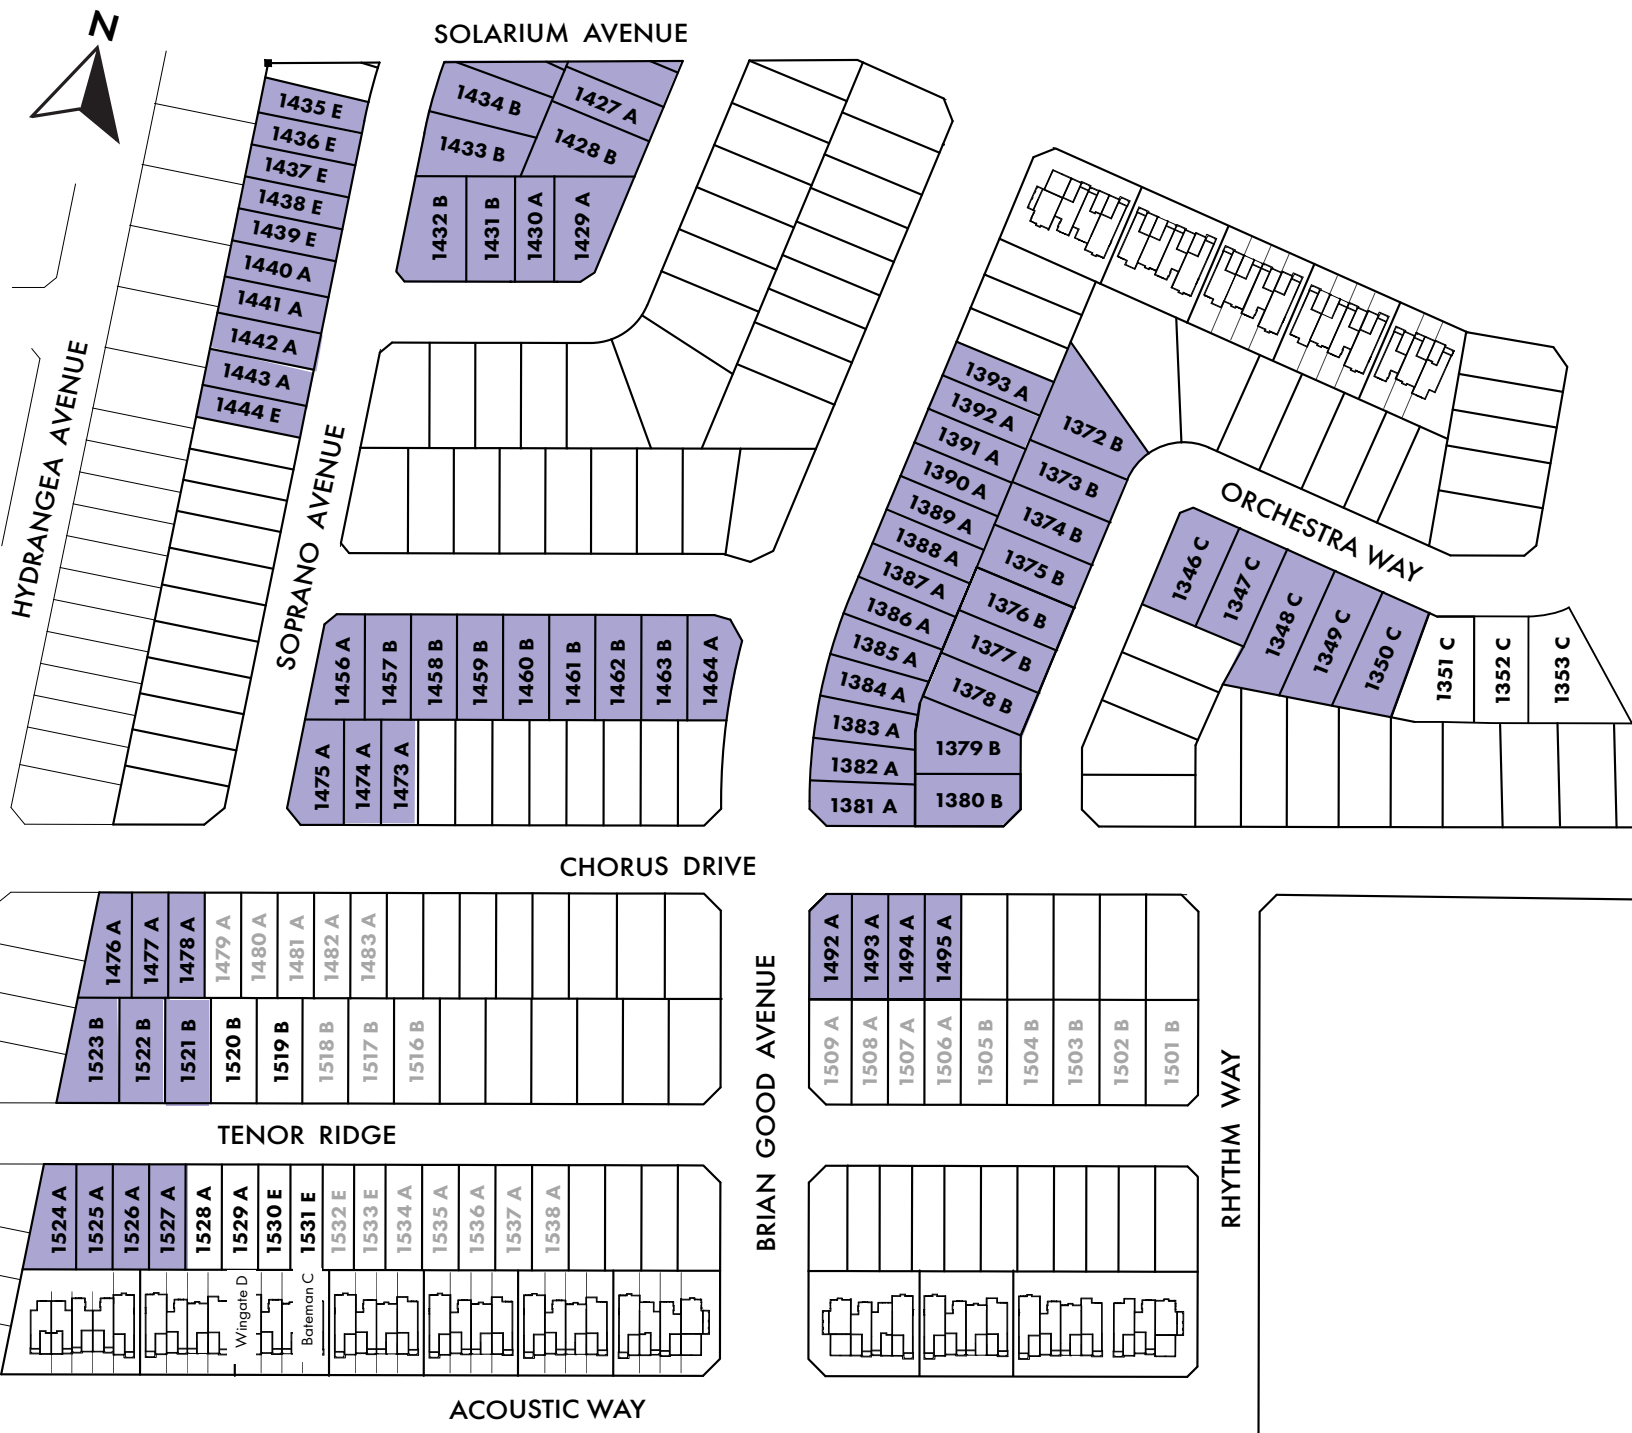 N
SOLARIUM AVENUE
1435 E
1436 E
1437 E
1438 E
1439 E
1440 A
1441 A
1442 A
1443 A
1444 E
1434 B
1427 A
1433 B
1428 B
1432 B
1431 B
1430 A
1429 A
HYDRANGEA AVENUE
SOPRANO AVENUE
1393 A
1392 A
1391 A
1390 A
1389 A
1388 A
1387 A
1386 A
1385 A
1384 A
1383 A
1382 A
1381 A
1372 B
1373 B
1374 B
1375 B
1376 B
1377 B
1378 B
1379 B
1380 B
ORCHESTRA WAY
1346 C
1347 C
1348 C
1349 C
1350 C
1351 C
1352 C
1353 C
1456 A
1457 B
1458 B
1459 B
1460 B
1461 B
1462 B
1463 B
1464 A
1475 A
1474 A
1473 A
CHORUS DRIVE
1476 A
1477 A
1478 A
1479 A
1480 A
1481 A
1482 A
1483 A
1492 A
1493 A
1494 A
1495 A
1523 B
1522 B
1521 B
1520 B
1519 B
1518 B
1517 B
1516 B
1509 A
1508 A
1507 A
1506 A
1505 B
1504 B
1503 B
1502 B
1501 B
BRIAN GOOD AVENUE
RHYTHM WAY
TENOR RIDGE
1524 A
1525 A
1526 A
1527 A
1528 A
1529 A
1530 E
1531 E
1532 E
1533 E
1534 A
1535 A
1536 A
1537 A
1538 A
Wingate D
Bateman C
ACOUSTIC WAY